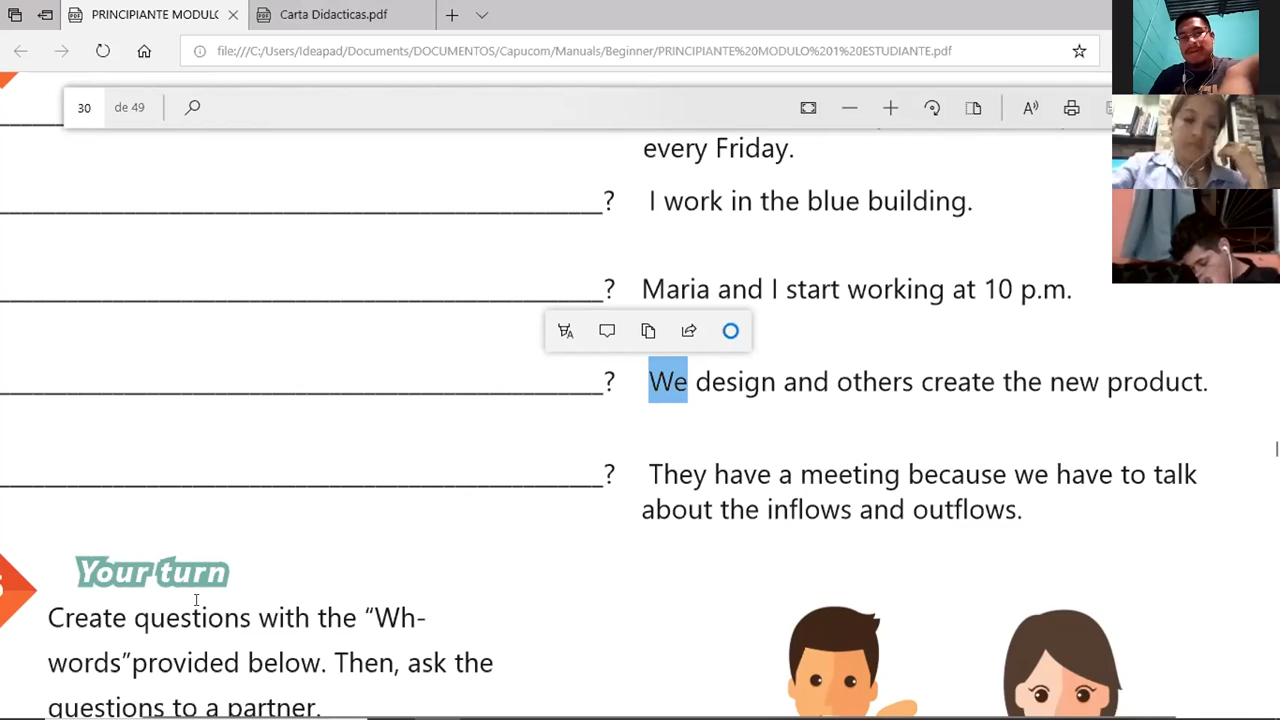 PRINCIPIANTE MODULO
Carta Didacticas.pdf
file:///C:/Users/Ideapad/Documents/DOCUMENTOS/Capucom/Manuals/Beginner/PRINCIPIANTE%20MODULO%201%20ESTUDIANTE.pdf
30 de 49
every Friday.
? I work in the blue building.
? Maria and I start working at 10 p.m.
? We design and others create the new product.
? They have a meeting because we have to talk
about the inflows and outflows.
Your turn
Create questions with the “Wh-
words”provided below. Then, ask the
questions to a partner.